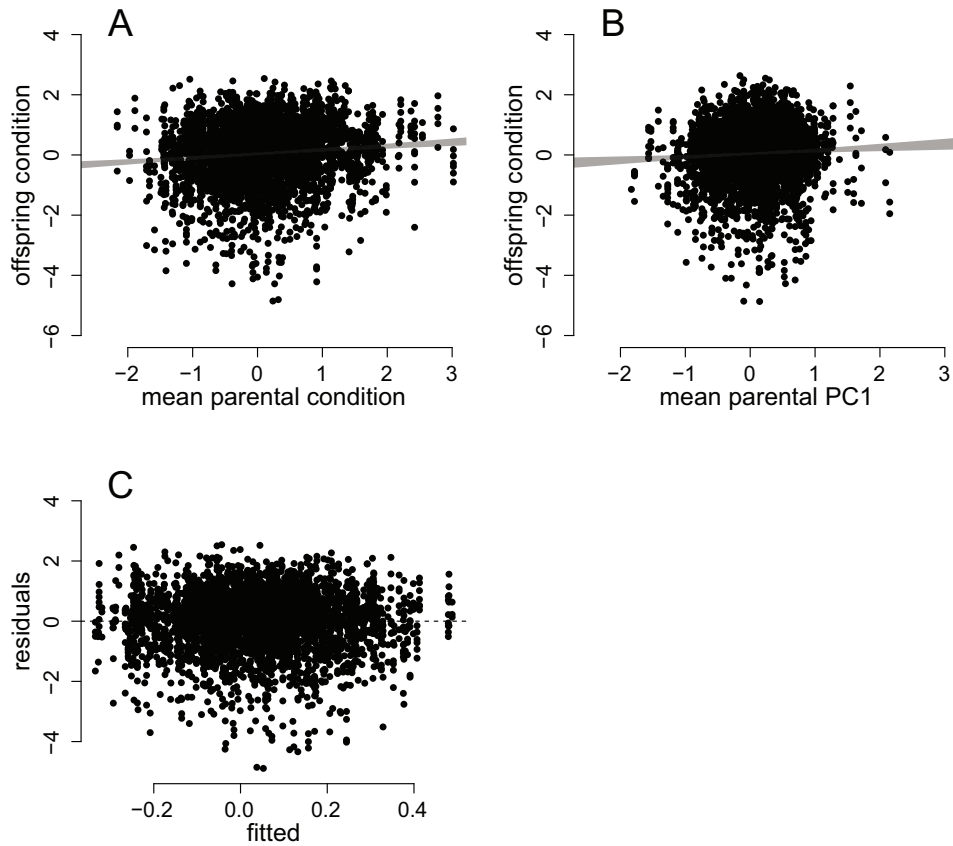 A
offspring condition
4
2
0
−2
−4
−6
−2 −1 0 1 2 3
mean parental condition
B
offspring condition
4
2
0
−2
−4
−6
−2 −1 0 1 2 3
mean parental PC1
C
residuals
4
2
0
−2
−4
−0.2 0.0 0.2 0.4
fitted